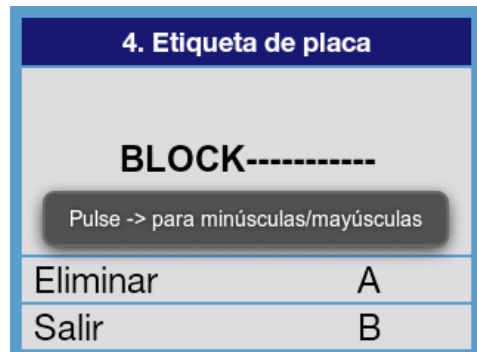 4. Etiqueta de placa
BLOCK-----------
Pulse -> para minúsculas/mayúsculas
Eliminar A
Salir B